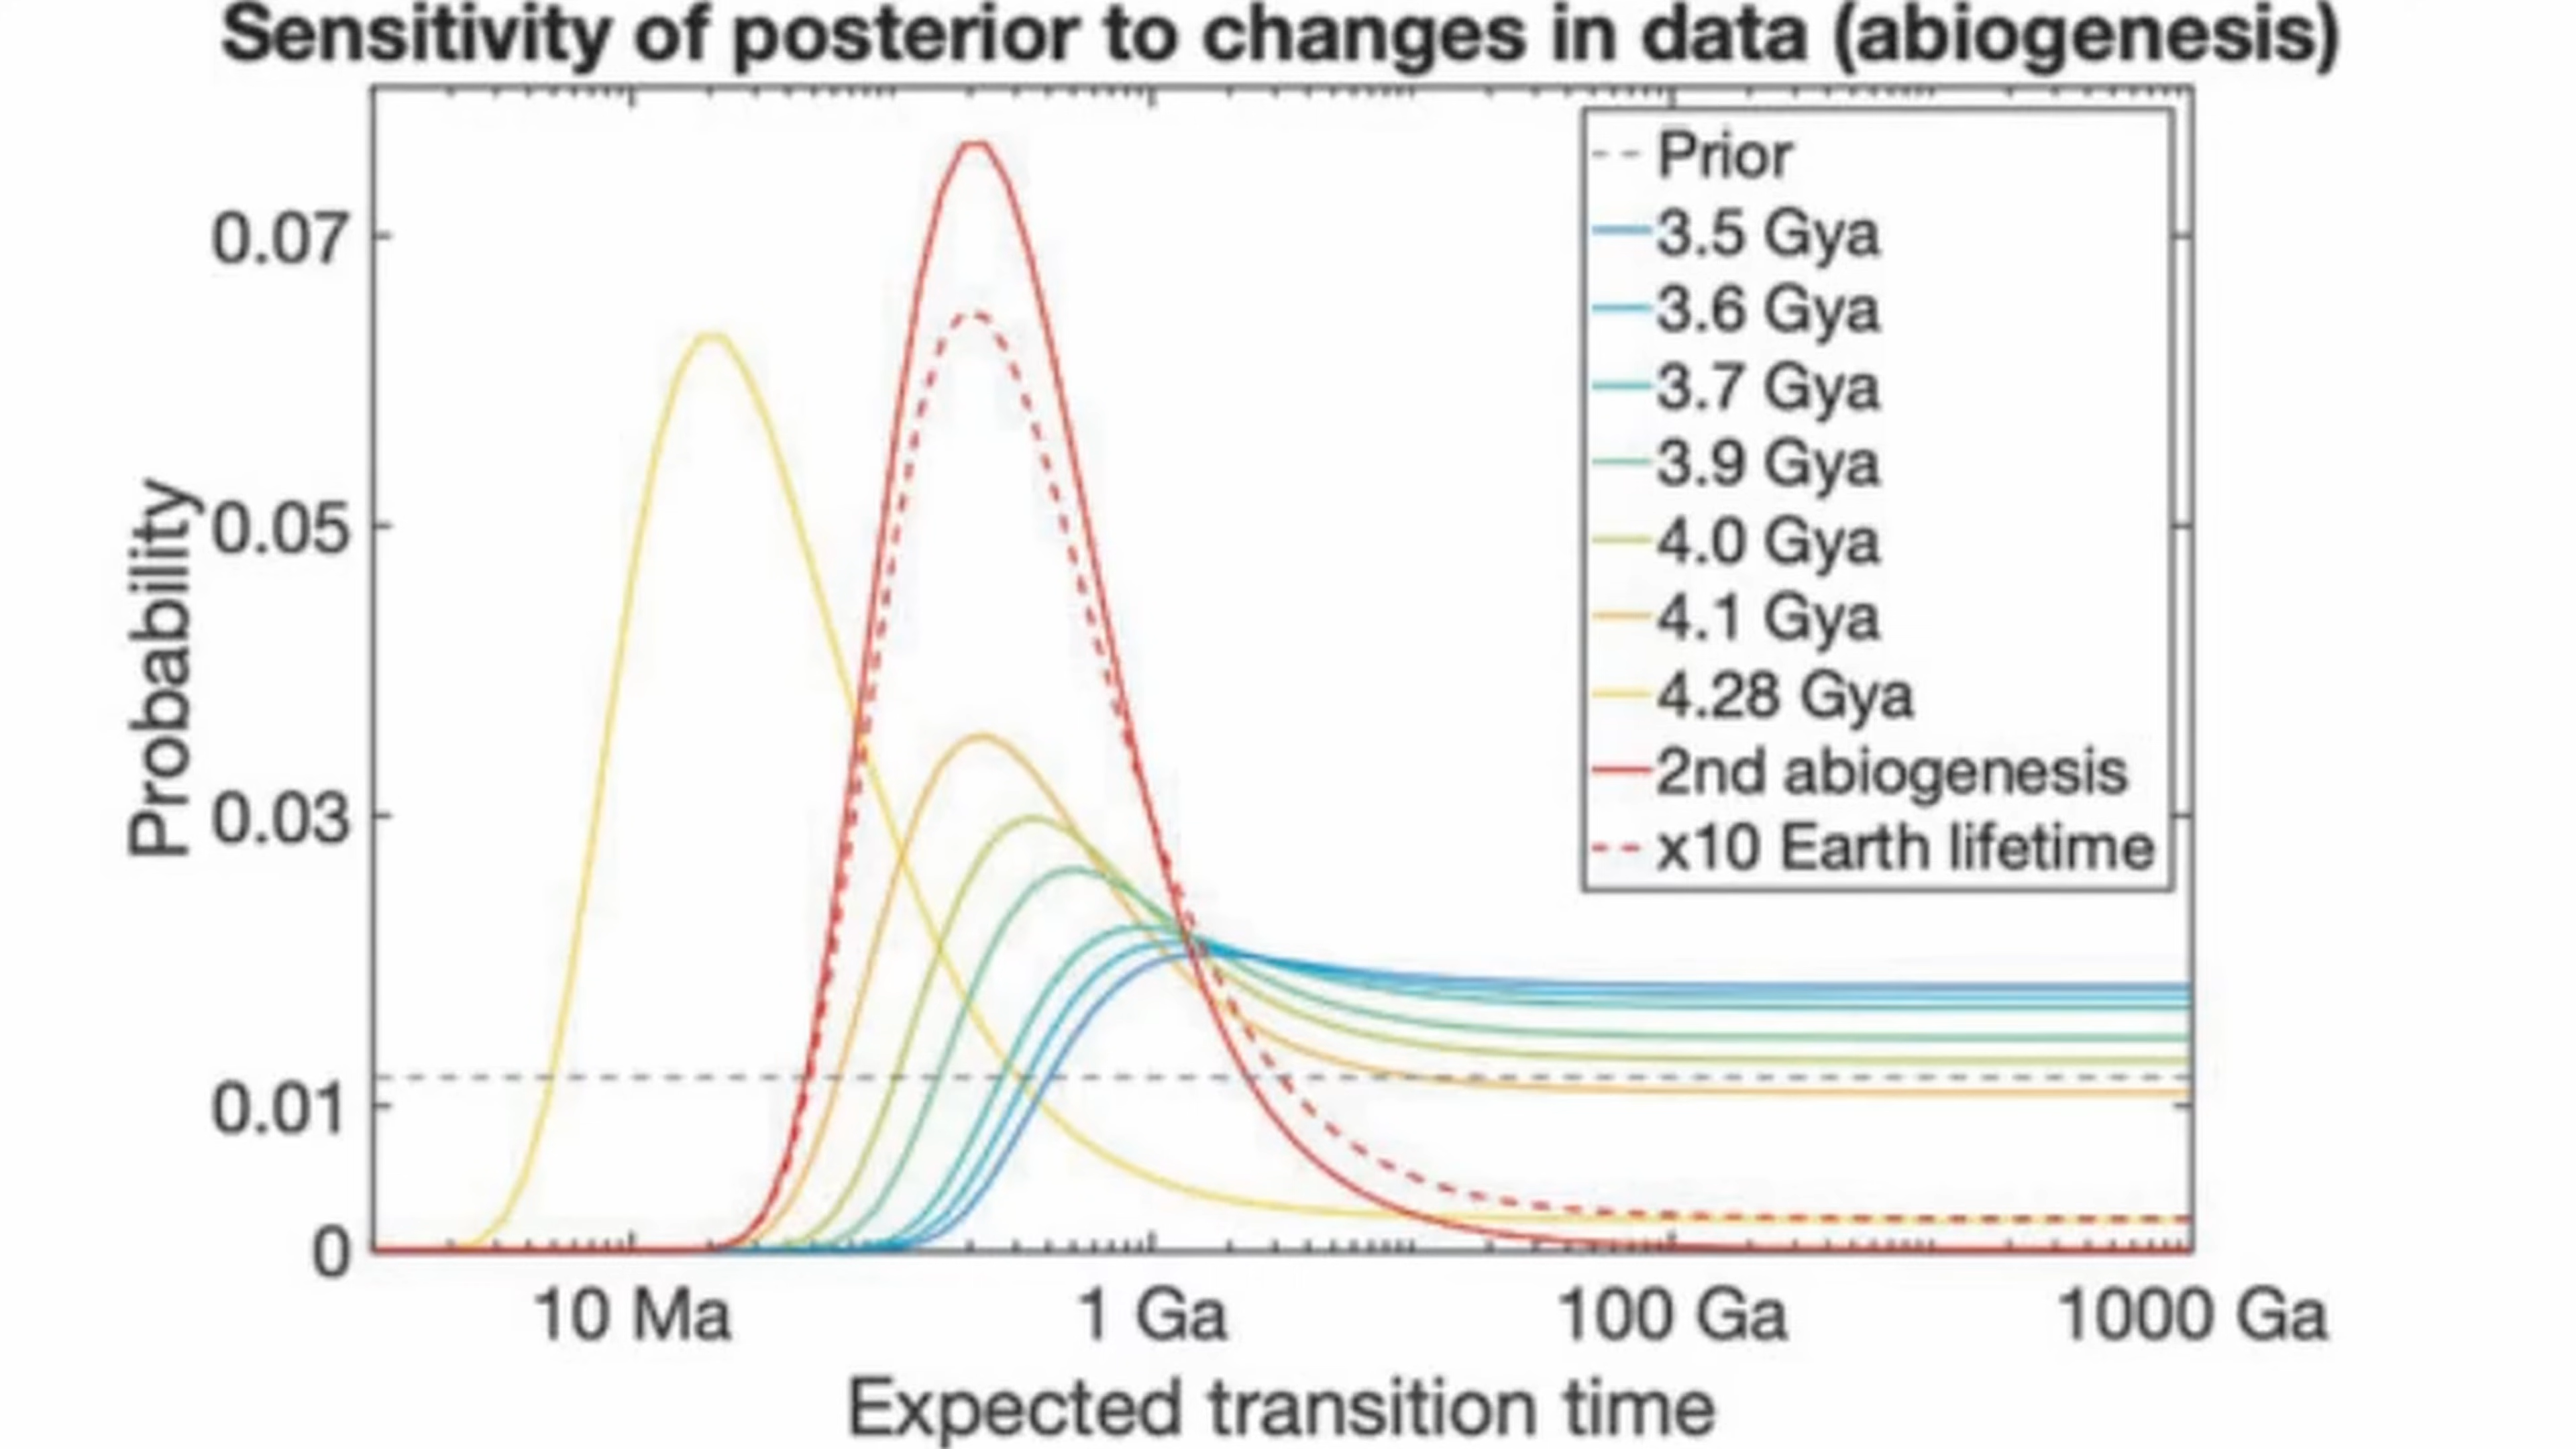 Sensitivity of posterior to changes in data (abiogenesis)
Probability
0.07
0.05
0.03
0.01
0
Prior
3.5 Gya
3.6 Gya
3.7 Gya
3.9 Gya
4.0 Gya
4.1 Gya
4.28 Gya
2nd abiogenesis
x10 Earth lifetime
10 Ma
1 Ga
100 Ga
1000 Ga
Expected transition time